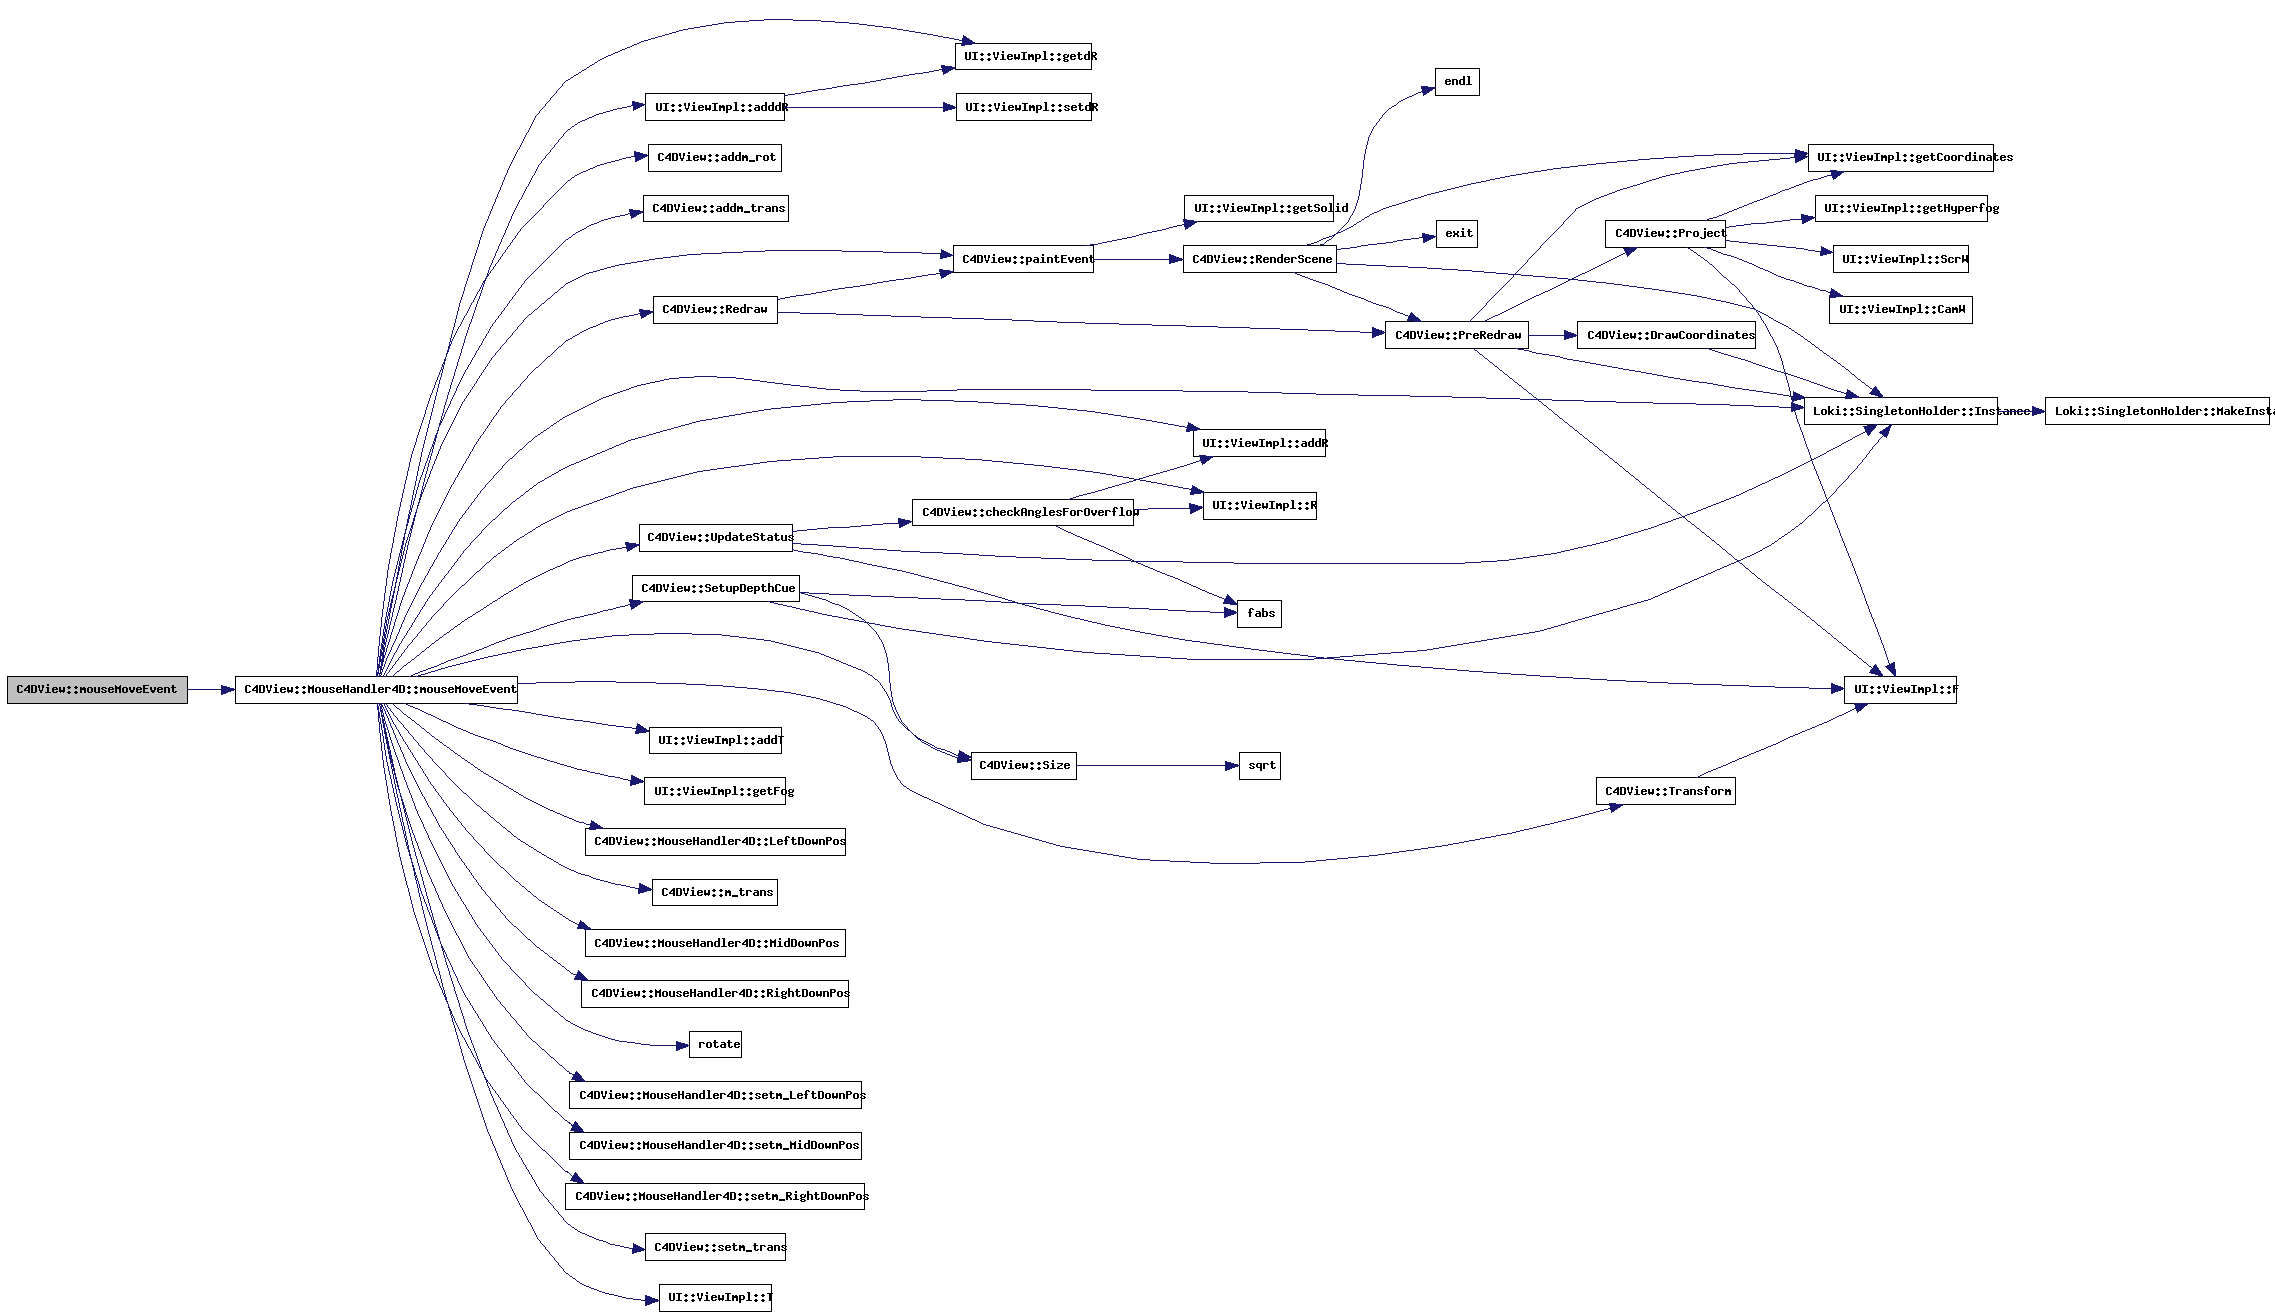 UI::ViewImpl::getdR
endl
UI::ViewImpl::adddR
UI::ViewImpl::setdR
C4DView::addm_rot
UI::ViewImpl::getCoordinates
C4DView::addm_trans
UI::ViewImpl::getSolid
UI::ViewImpl::getHyperfog
exit
C4DView::Project
C4DView::paintEvent
C4DView::RenderScene
UI::ViewImpl::ScrW
C4DView::Redraw
UI::ViewImpl::CamW
C4DView::PreRedraw
C4DView::DrawCoordinates
Loki::SingletonHolder::Instance
Loki::SingletonHolder::MakeInsta
UI::ViewImpl::addR
UI::ViewImpl::R
C4DView::checkAnglesForOverflow
C4DView::UpdateStatus
C4DView::SetupDepthCue
fabs
C4DView::mouseMoveEvent
C4DView::MouseHandler4D::mouseMoveEvent
UI::ViewImpl::F
UI::ViewImpl::addT
C4DView::Size
sqrt
UI::ViewImpl::getFog
C4DView::Transform
C4DView::MouseHandler4D::LeftDownPos
C4DView::m_trans
C4DView::MouseHandler4D::MidDownPos
C4DView::MouseHandler4D::RightDownPos
rotate
C4DView::MouseHandler4D::setm_LeftDownPos
C4DView::MouseHandler4D::setm_MidDownPos
C4DView::MouseHandler4D::setm_RightDownPos
C4DView::setm_trans
UI::ViewImpl::T